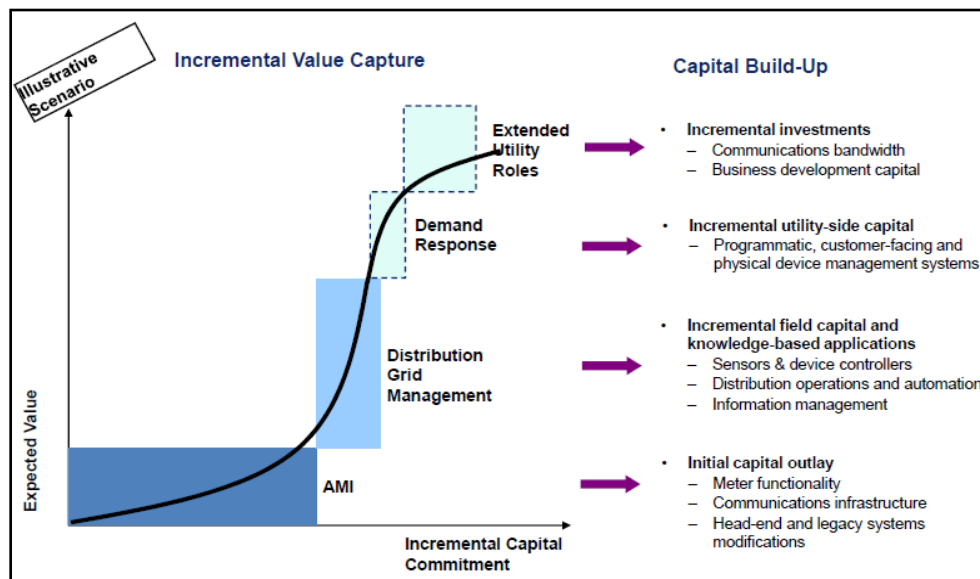 Illustrative
Scenario
Incremental Value Capture
Capital Build-Up
Expected Value
Extended
Utility
Roles
Demand
Response
Distribution
Grid
Management
AMI
Incremental Capital
Commitment
• Incremental investments
– Communications bandwidth
– Business development capital
• Incremental utility-side capital
– Programmatic, customer-facing and
physical device management systems
• Incremental field capital and
knowledge-based applications
– Sensors & device controllers
– Distribution operations and automation
– Information management
• Initial capital outlay
– Meter functionality
– Communications infrastructure
– Head-end and legacy systems
modifications